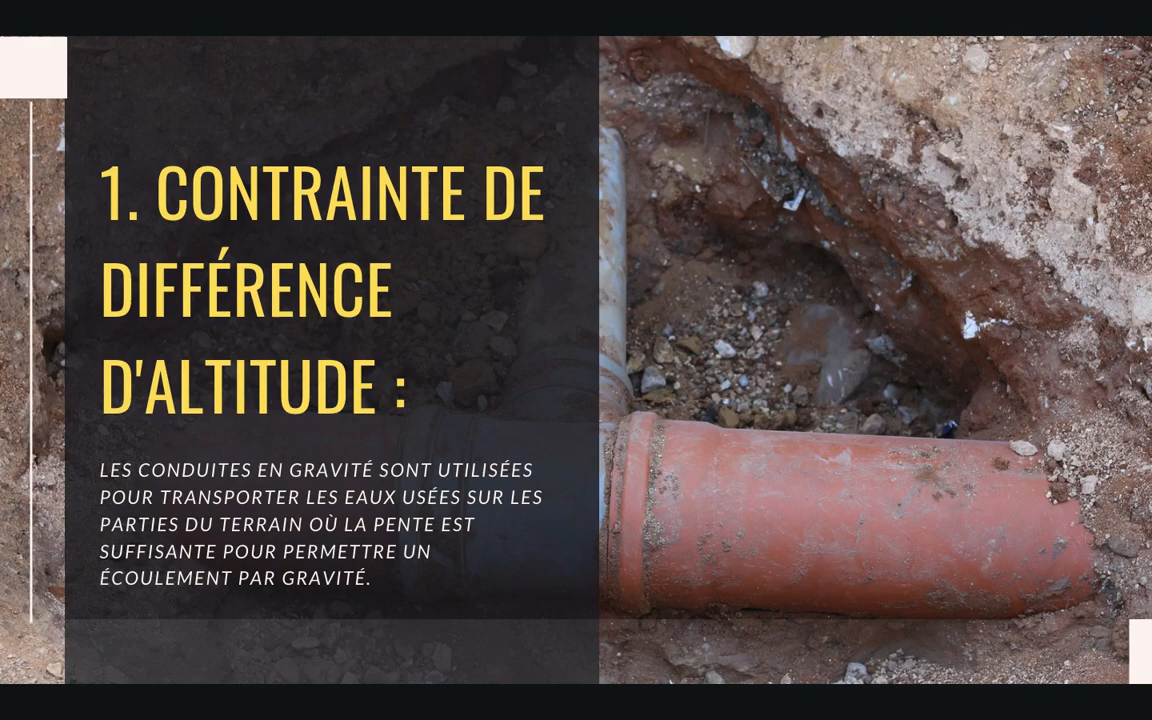 1. CONTRAINTE DE
DIFFÉRENCE
D'ALTITUDE :
LES CONDUITES EN GRAVITÉ SONT UTILISÉES
POUR TRANSPORTER LES EAUX USÉES SUR LES
PARTIES DU TERRAIN OÙ LA PENTE EST
SUFFISANTE POUR PERMETTRE UN
ÉCOULEMENT PAR GRAVITÉ.